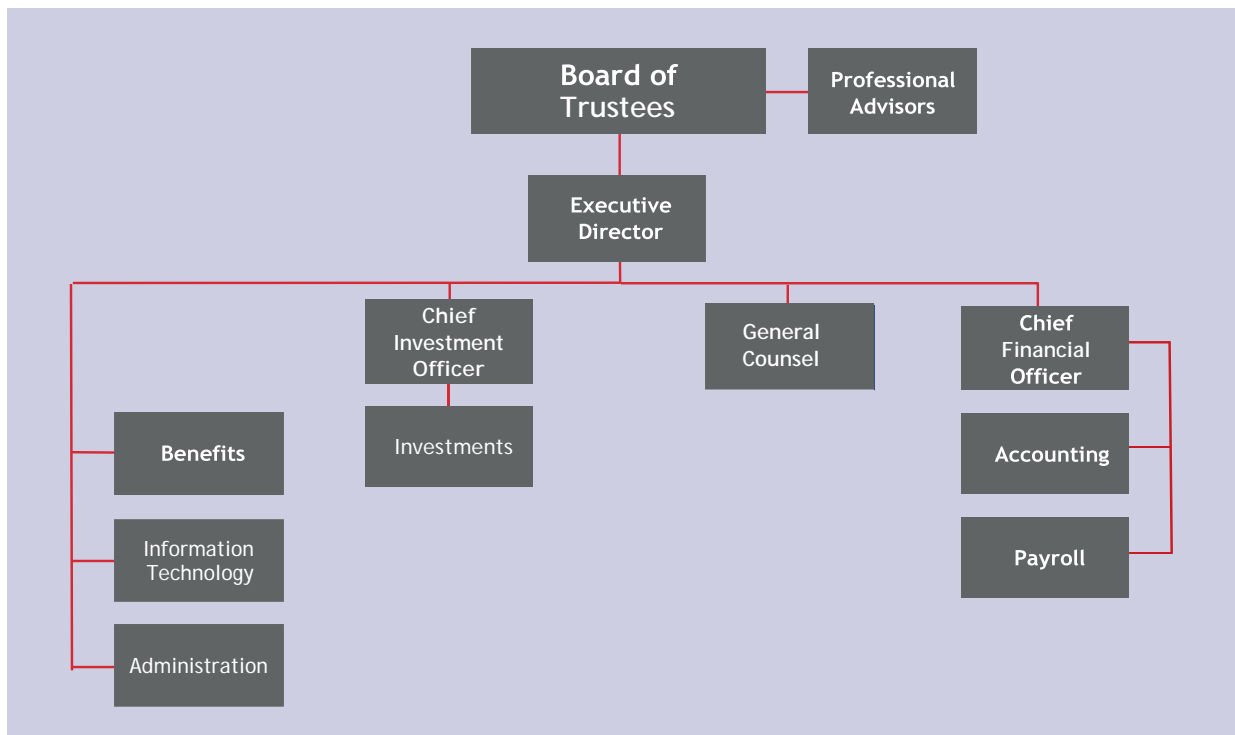 Board of
Trustees
Professional
Advisors
Executive
Director
Chief
Investment
Officer
General
Counsel
Chief
Financial
Officer
Benefits
Investments
Accounting
Information
Technology
Payroll
Administration